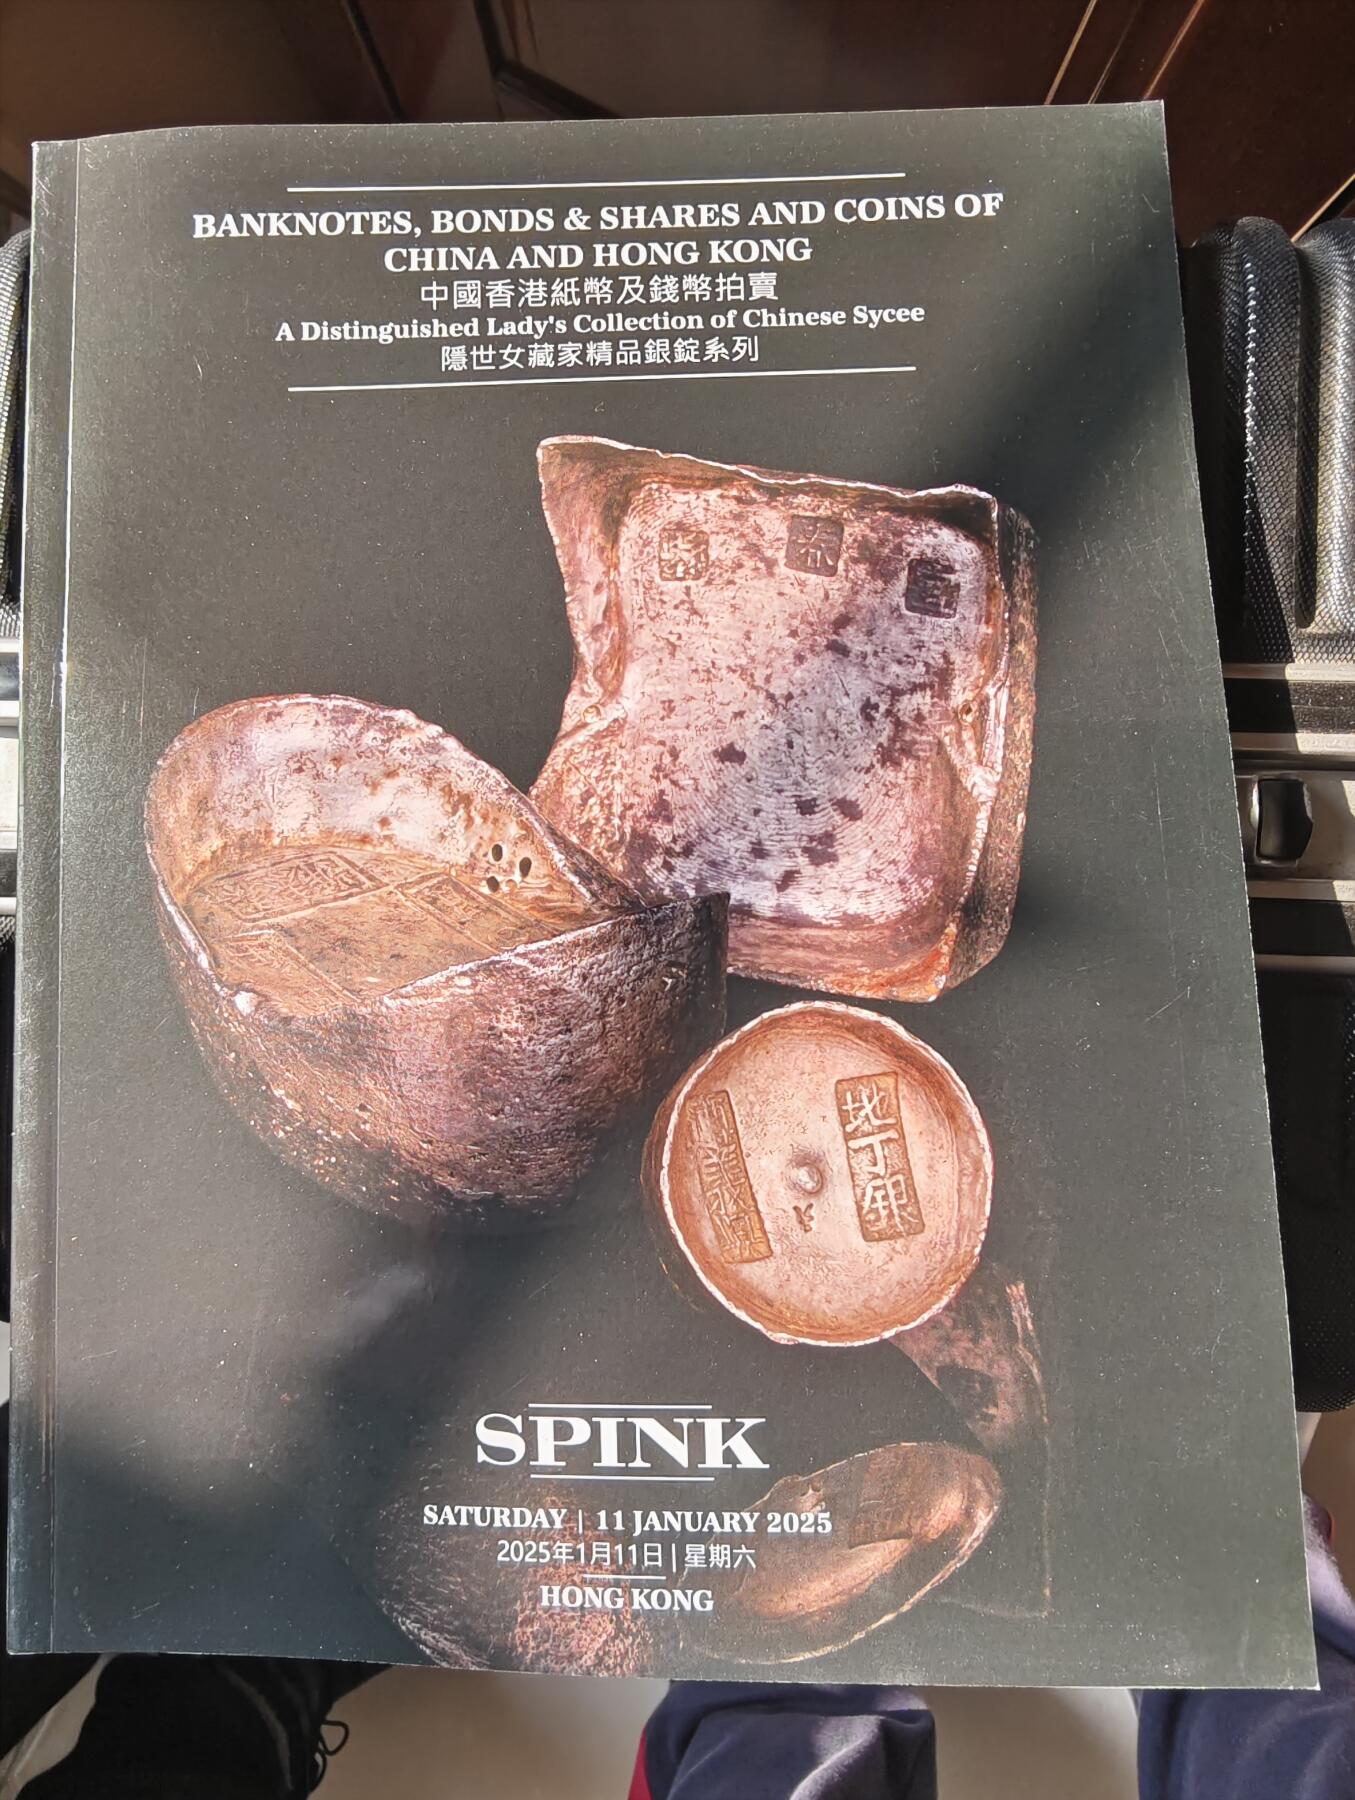 BANKNOTES, BONDS & SHARES AND COINS OF
CHINA AND HONG KONG
中國香港紙幣及錢幣拍賣
A Distinguished Lady's Collection of Chinese Sycee
隱世女藏家精品銀錠系列
地丁銀
SPINK
SATURDAY | 11 JANUARY 2025
2025年1月11日 | 星期六
HONG KONG